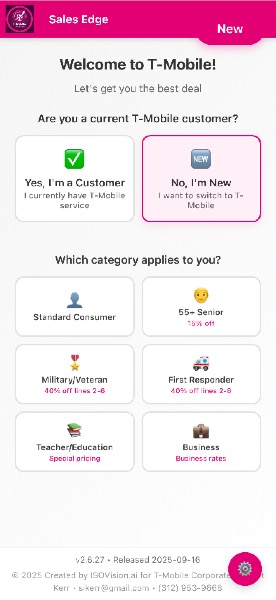 Sales Edge
New
Welcome to T-Mobile!
Let's get you the best deal
Are you a current T-Mobile customer?
Yes, I'm a Customer
I currently have T-Mobile
service
NEW
No, I'm New
I want to switch to T-
Mobile
Which category applies to you?
Standard Consumer
55+ Senior
15% off
Military/Veteran
40% off lines 2-6
First Responder
40% off lines 2-6
Teacher/Education
Special pricing
Business
Business rates
v2.6.27 • Released 2025-09-16
© 2025 Created by ISOVision.ai for T-Mobile Corporate
Kerr • sikerr@gmail.com • (612) 953-9668